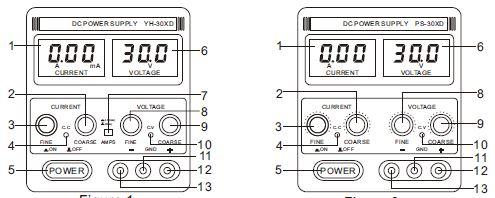 DC POWER SUPPLY YH-30XD
1
0.00
A
mA
CURRENT
30.0
V
VOLTAGE
6
2
7
8
CURRENT
VOLTAGE
3
9
4
C.C
C.V
10
FINE
COARSE
AMPS
FINE
COARSE
ON
OFF
−
GND
+
11
5
POWER
12
13
DC POWER SUPPLY PS-30XD
1
0.00
A
CURRENT
30.0
V
VOLTAGE
6
2
8
CURRENT
VOLTAGE
3
9
4
C.C
C.V
10
FINE
COARSE
FINE
COARSE
ON
OFF
−
GND
+
11
5
POWER
12
13